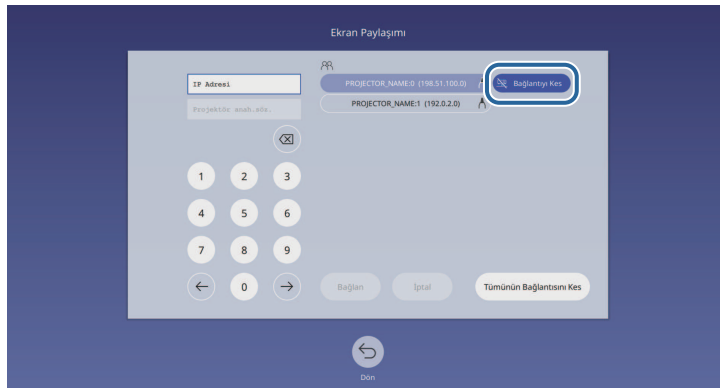 Ekran Paylaşımı
IP Adresi
PROJECTOR_NAME:0 (198.51.100.0)
Bağlantıyı Kes
Projektör anah.söz.
PROJECTOR_NAME:1 (192.0.2.0)
1 2 3
4 5 6
7 8 9
0
Bağlan
İptal
Tümünün Bağlantısını Kes
Dön